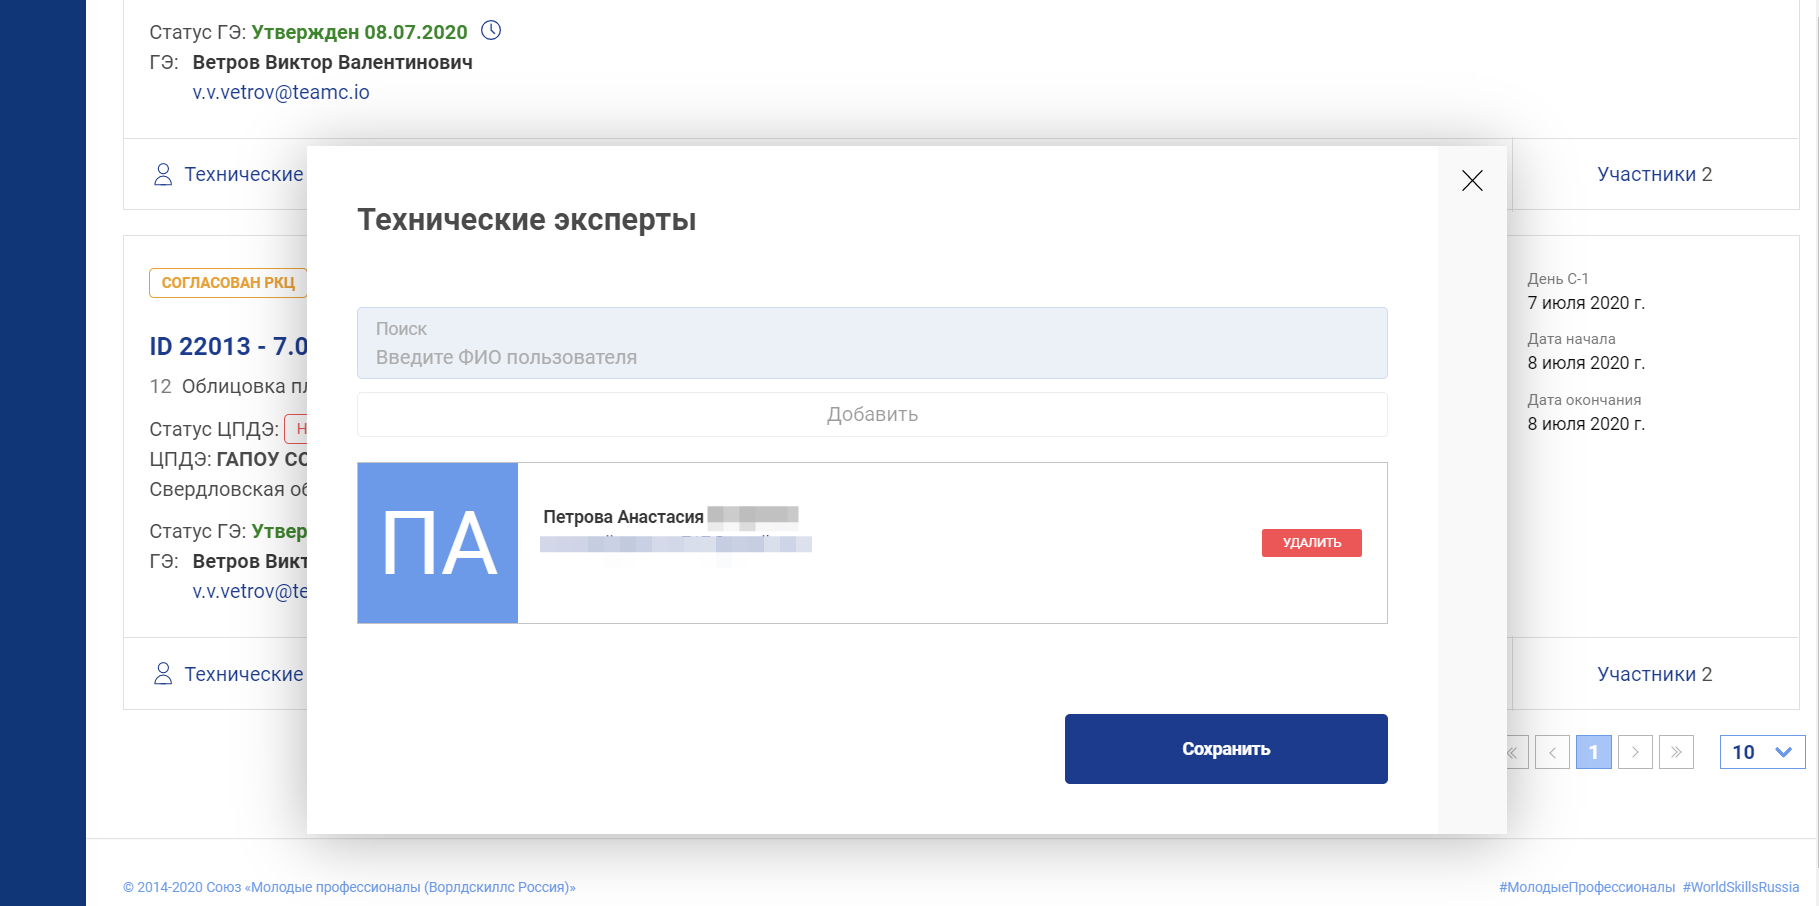 Статус ГЭ: Утвержден 08.07.2020
ГЭ: Ветров Виктор Валентинович
v.v.vetrov@teamc.io
Технические
Участники 2
Технические эксперты
Поиск
Введите ФИО пользователя
Добавить
ПА
Петрова Анастасия
УДАЛИТЬ
Сохранить
СОГЛАСОВАН РКЦ
ID 22013 - 7.0
12 Облицовка пл
Статус ЦПДЭ: Н
ЦПДЭ: ГАПОУ СО
Свердловская об
Статус ГЭ: Утвер
ГЭ: Ветров Викт
v.v.vetrov@te
День C-1
7 июля 2020 г.
Дата начала
8 июля 2020 г.
Дата окончания
8 июля 2020 г.
Технические
Участники 2
« < 1 > »
10
© 2014-2020 Союз «Молодые профессионалы (Ворлдскиллс Россия)»
#МолодыеПрофессионалы #WorldSkillsRussia